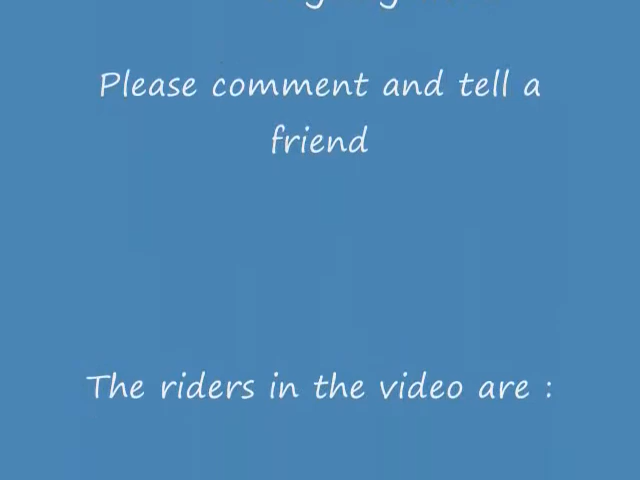 Please comment and tell a
friend
The riders in the video are :